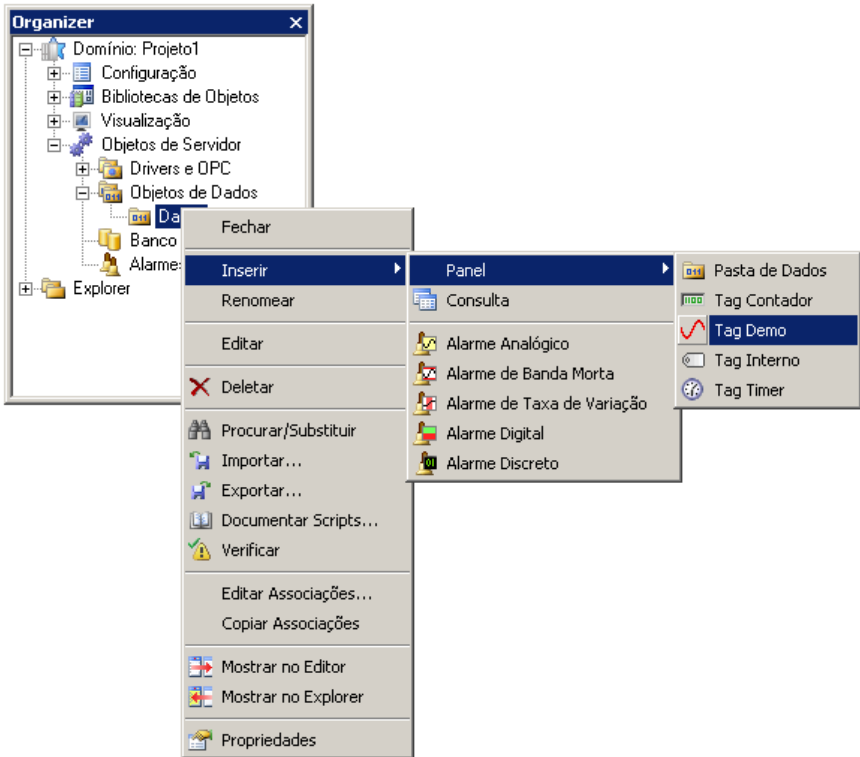 Organizer
Domínio: Projeto1
Configuração
Bibliotecas de Objetos
Visualização
Objetos de Servidor
Drivers e OPC
Objetos de Dados
Da
Banco
Alarmes
Explorer
Fechar
Inserir
Renomear
Editar
Deletar
Procurar/Substituir
Importar...
Exportar...
Documentar Scripts...
Verificar
Editar Associações...
Copiar Associações
Mostrar no Editor
Mostrar no Explorer
Propriedades
Panel
Consulta
Alarme Analógico
Alarme de Banda Morta
Alarme de Taxa de Variação
Alarme Digital
Alarme Discreto
Pasta de Dados
Tag Contador
Tag Demo
Tag Interno
Tag Timer